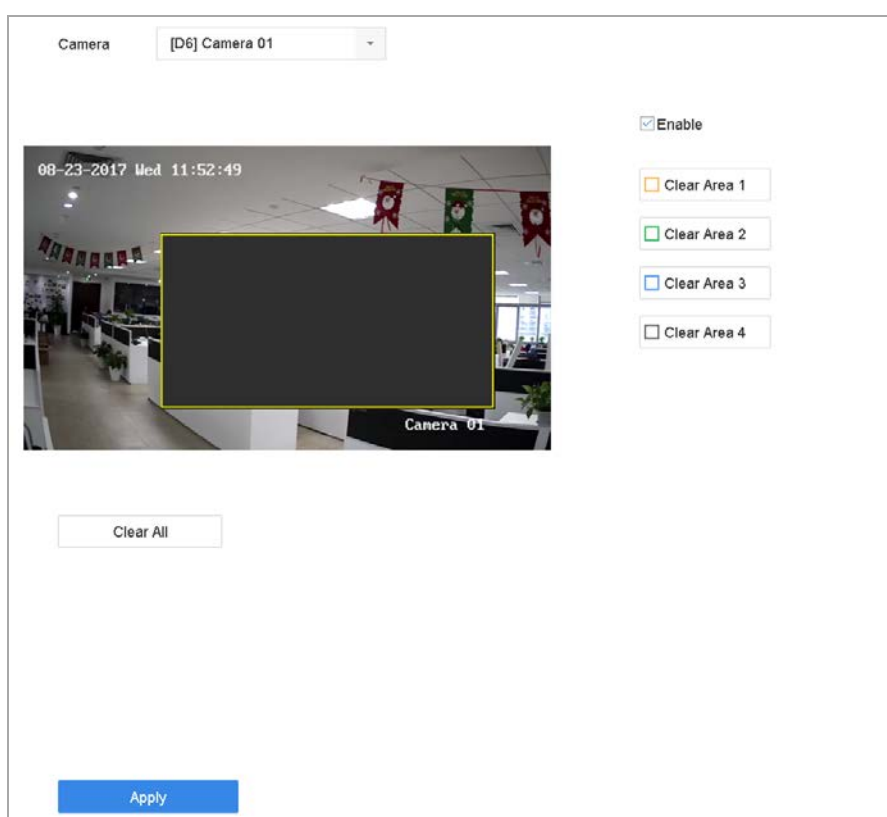 Camera
[D6] Camera 01
Enable
08-23-2017 Wed 11:52:49
Clear Area 1
Clear Area 2
Clear Area 3
Clear Area 4
Camera 01
Clear All
Apply